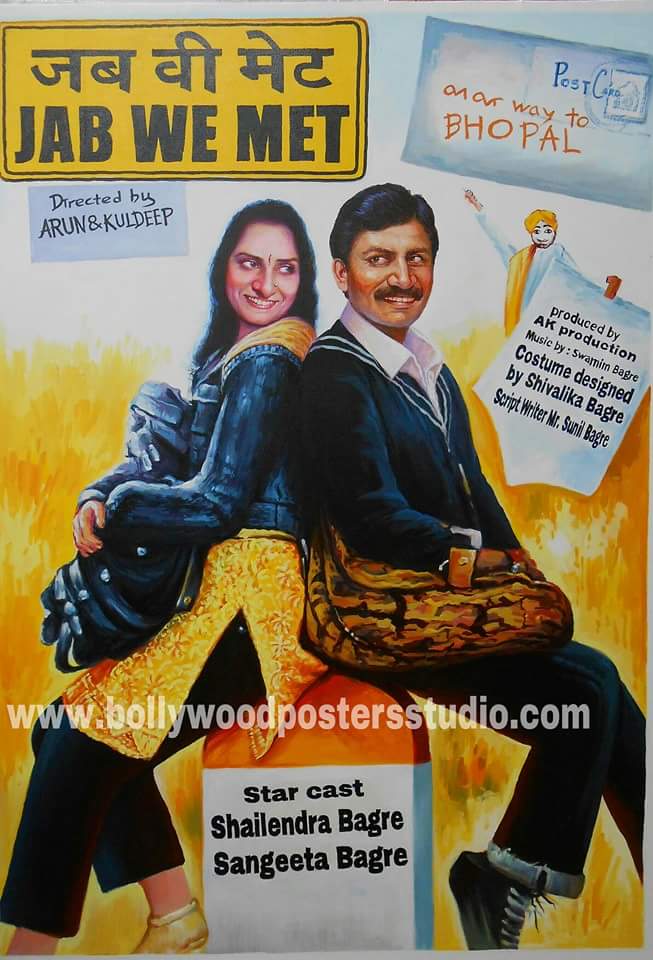 जब वी मेट
JAB WE MET
Directed by
ARUN&KULDEEP
POST CARD
on our way to
BHOPAL
produced by
AK production
Music by : Swamim Bagre
Costume designed
by Shivalika Bagre
Script Writer Mr. Sunil Bagre
www.bollywoodpostersstudio.com
Star cast
Shailendra Bagre
Sangeeta Bagre